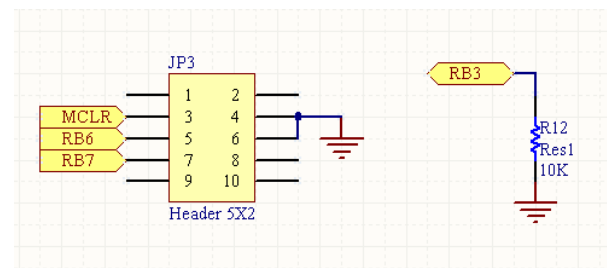 JP3
1 2
MCLR 3 4
RB6 5 6
RB7 7 8
9 10
Header 5X2
RB3
R12
Res1
10K